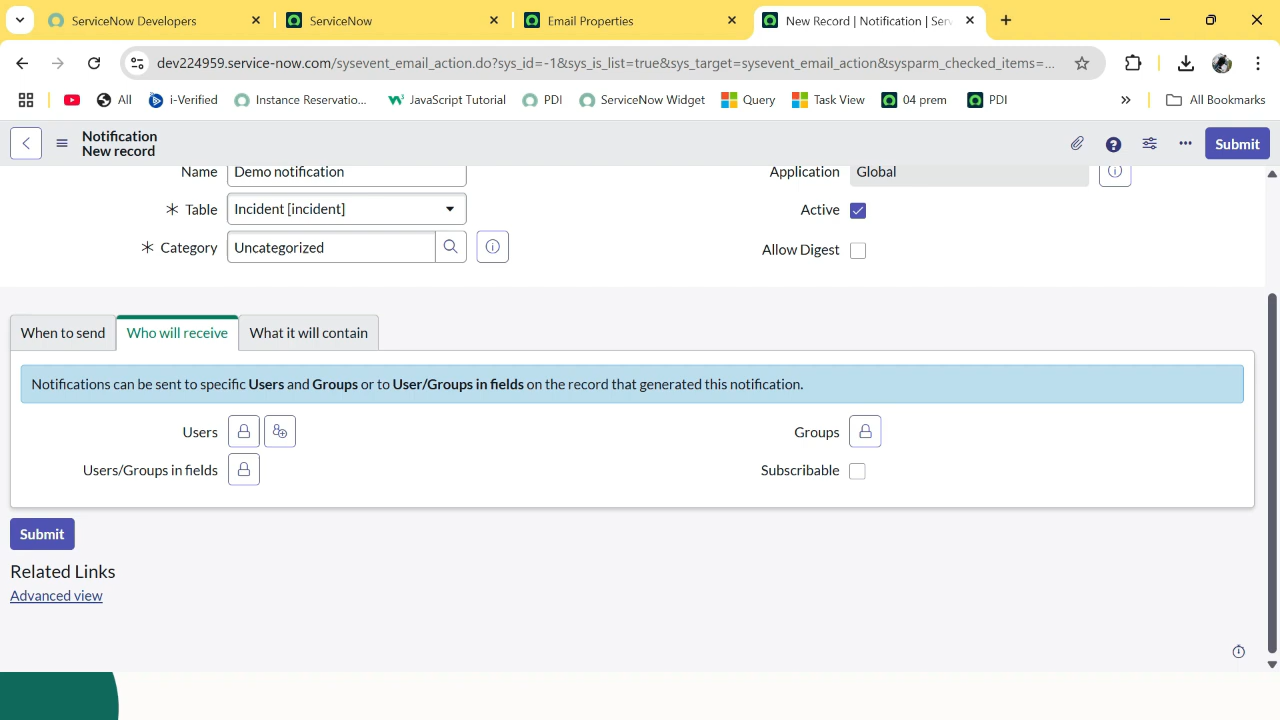 ServiceNow Developers
ServiceNow
Email Properties
New Record | Notification | Serv
dev224959.service-now.com/sysevent_email_action.do?sys_id=-1&sys_is_list=true&sys_target=sysevent_email_action&sysparm_checked_items=...
All
i-Verified
Instance Reservatio...
JavaScript Tutorial
PDI
ServiceNow Widget
Query
Task View
04 prem
PDI
All Bookmarks
Notification
New record
Submit
Name
Demo notification
Application
Global
Table
Incident [incident]
Active
Category
Uncategorized
Allow Digest
When to send
Who will receive
What it will contain
Notifications can be sent to specific Users and Groups or to User/Groups in fields on the record that generated this notification.
Users
Groups
Users/Groups in fields
Subscribable
Submit
Related Links
Advanced view